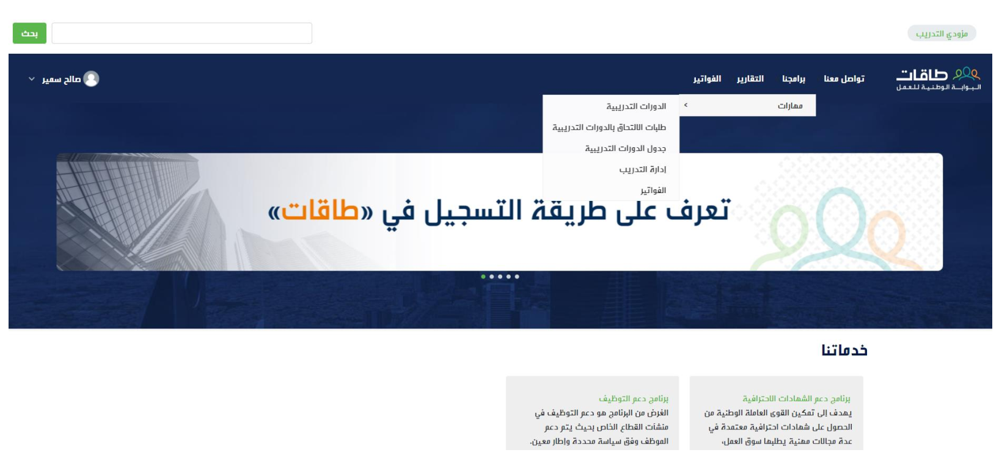 مزودي التدريب
بحث
طاقات
البوابة الوطنية للعمل
تواصل معنا
برامجنا
التقارير
الفواتير
صالح سمير
مهارات
الدورات التدريبية
طلبات الالتحاق بالدورات التدريبية
جدول الدورات التدريبية
إدارة التدريب
الفواتير
تعرف على طريقة التسجيل في «طاقات»
خدماتنا
برنامج دعم الشهادات الاحترافية
يهدف إلى تمكين القوى العاملة الوطنية من
الحصول على شهادات احترافية معتمدة في
عدة مجالات مهنية يطلبها سوق العمل،
برنامج دعم التوظيف
الغرض من البرنامج هو دعم التوظيف في
منشآت القطاع الخاص بحيث يتم دعم
الموظف وفق سياسة محددة وإطار معين.